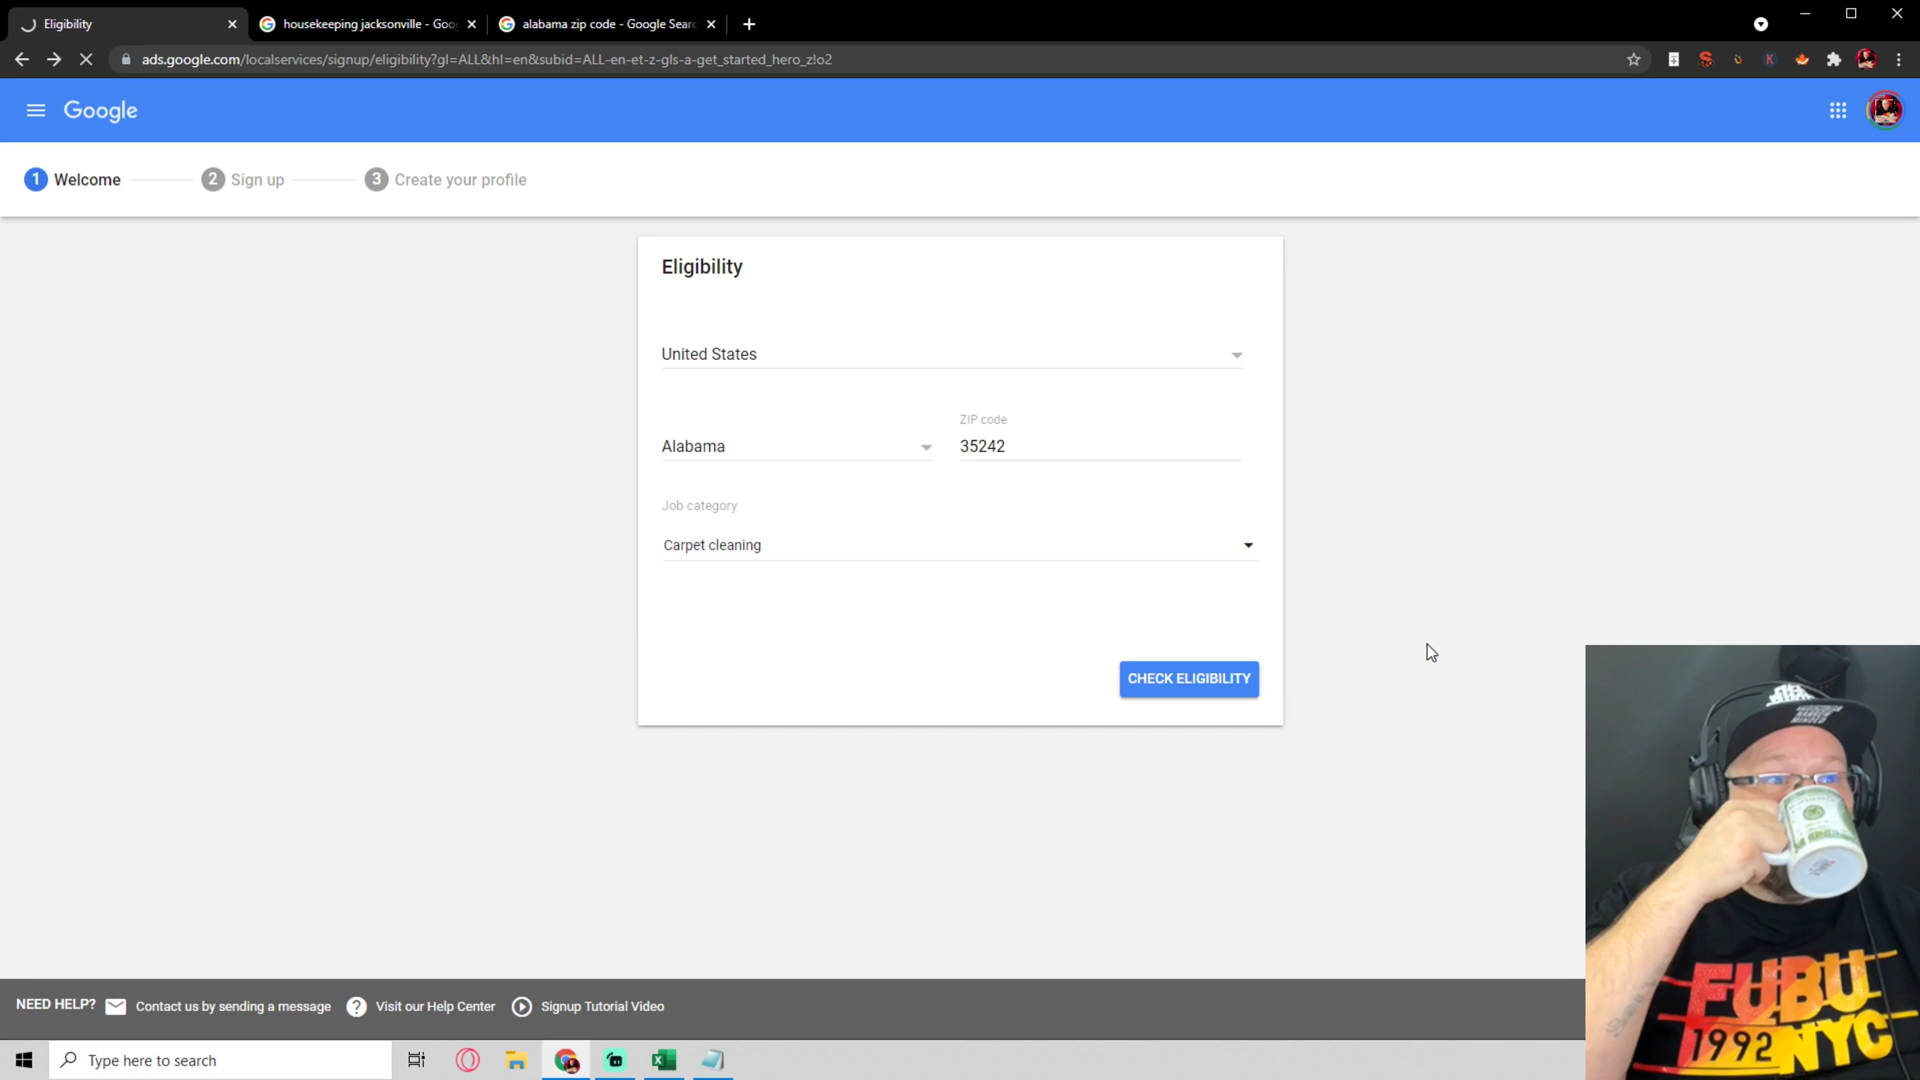 Eligibility
housekeeping jacksonville - Goo
alabama zip code - Google Searc
ads.google.com/localservices/signup/eligibility?gl=ALL&hl=en&subid=ALL-en-et-z-gls-a-get_started_hero_zlo2
Google
1 Welcome
2 Sign up
3 Create your profile
Eligibility
United States
ZIP code
Alabama
35242
Job category
Carpet cleaning
CHECK ELIGIBILITY
NEED HELP?
Contact us by sending a message
Visit our Help Center
Signup Tutorial Video
Type here to search
FUBU
1992 NYC